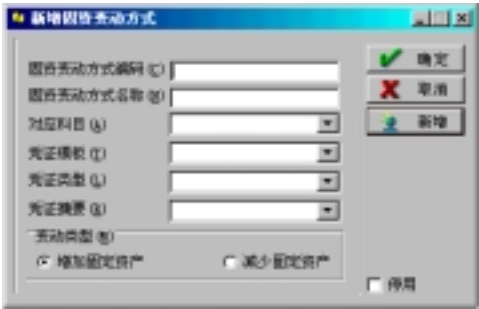 新增固资变动方式
固资变动方式编码(C)
确定
固资变动方式名称(N)
取消
对应科目(A)
新增
凭证模板(T)
凭证类型(L)
凭证摘要(G)
变动类型(R)
增加固定资产
减少固定资产
停用